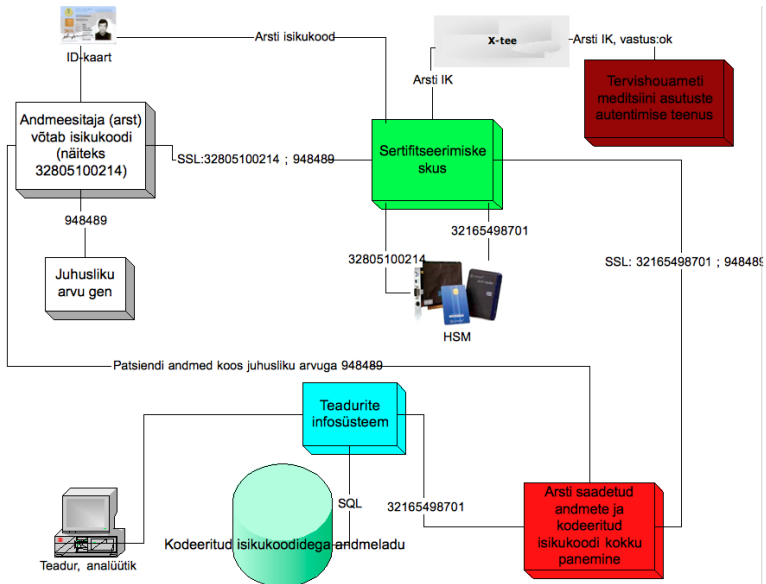 ID-kaart
Arsti isikukood
X-tee
Arsti IK, vastus:ok
Arsti IK
Tervishouameti
meditsiini asutuste
autentimise teenus
Andmeesitaja (arst)
võtab isikukoodi
(näiteks
32805100214)
SSL:32805100214 ; 948489
Sertifitseerimiske
skus
948489
Juhusliku
arvu gen
32165498701
32805100214
HSM
SSL: 32165498701 ; 948489
Patsiendi andmed koos juhusliku arvuga 948489
Teadurite
infosüsteem
SQL
32165498701
Kodeeritud isikukoodidega andmeladu
Teadur, analüütik
Arsti saadetud
andmete ja
kodeeritud
isikukoodi kokku
panemine